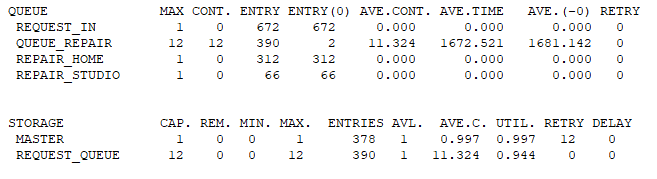 QUEUE MAX CONT. ENTRY ENTRY(0) AVE.CONT. AVE.TIME AVE.(-0) RETRY
REQUEST_IN 1 0 672 672 0.000 0.000 0.000 0
QUEUE_REPAIR 12 12 390 2 11.324 1672.521 1681.142 0
REPAIR_HOME 1 0 312 312 0.000 0.000 0.000 0
REPAIR_STUDIO 1 0 66 66 0.000 0.000 0.000 0
STORAGE CAP. REM. MIN. MAX. ENTRIES AVL. AVE.C. UTIL. RETRY DELAY
MASTER 1 0 0 1 378 1 0.997 0.997 12 0
REQUEST_QUEUE 12 0 0 12 390 1 11.324 0.944 0 0